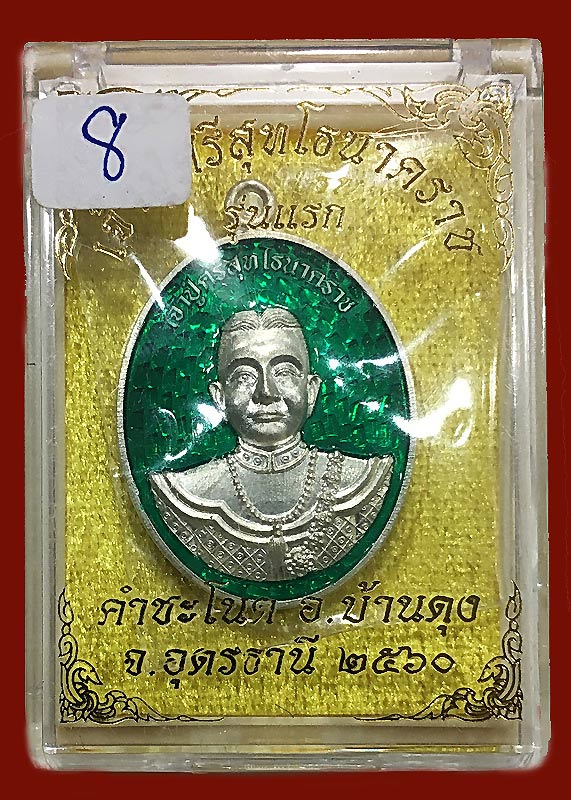 8
ศรีสุทโธนาคราช
รุ่นแรก
เจ้าปู่ศรีสุทโธนาคราช
คำชะโนด อ.บ้านดุง
จ.อุดรธานี ๒๕๖๐